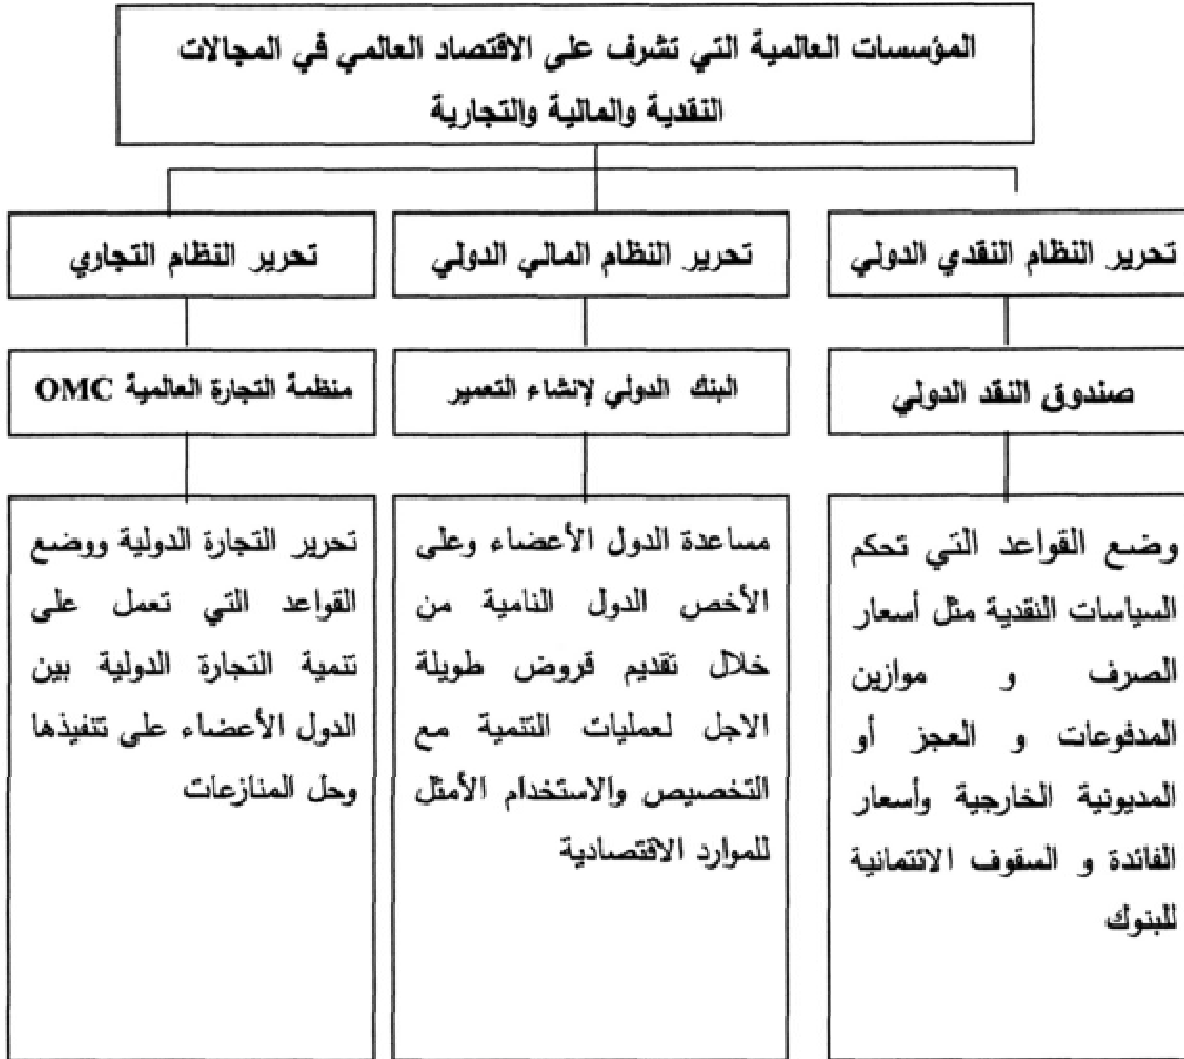 المؤسسات العالمية التي تشرف علي الاقتصاد العالمي في المجالات
النقدية والمالية والتجارية
تحرير النظام النقدي الدولي
تحرير النظام المالي الدولي
تحرير النظام التجاري
صندوق النقد الدولي
البنك الدولي لإنشاء التعمير
منظمة التجارة العالمية OMC
وضع القواعد التي تحكم
السياسات النقدية مثل أسعار
الصرف و موازين
المدفوعات و العجز أو
المديونية الخارجية وأسعار
الفائدة و السقوف الائتمانية
للبنوك
مساعدة الدول الأعضاء وعلى
الأخص الدول النامية من
خلال تقديم قروض طويلة
الاجل لعمليات التنمية مع
التخصيص والاستخدام الأمثل
للموارد الاقتصادية
تحرير التجارة الدولية ووضع
القواعد التي تعمل على
تنمية التجارة الدولية بين
الدول الأعضاء على تنفيذها
وحل المنازعات